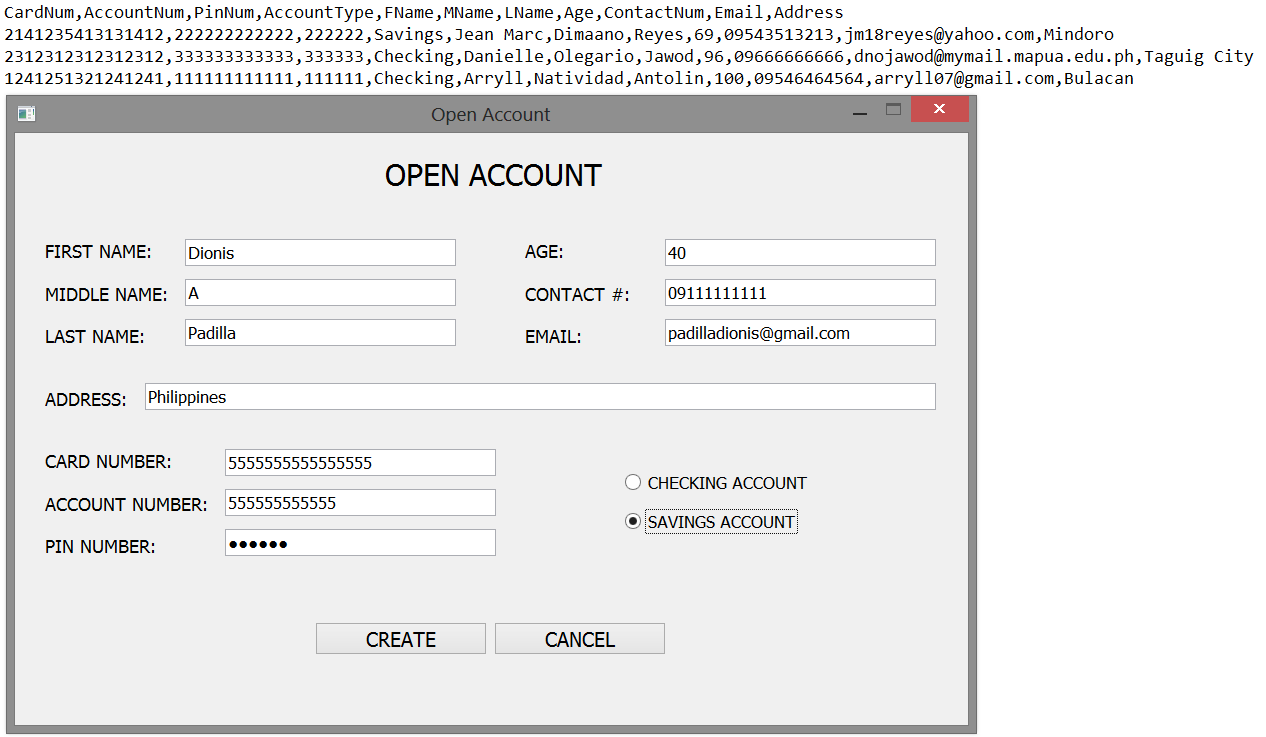 CardNum,AccountNum,PinNum,AccountType,FName,MName,LName,Age,ContactNum,Email,Address
2141235413131412,222222222222,222222,Savings,Jean Marc,Dimaano,Reyes,69,09543513213,jm18reyes@yahoo.com,Mindoro
2312312312312312,333333333333,333333,Checking,Danielle,Olegario,Jawod,96,09666666666,dnojawod@mymail.mapua.edu.ph,Taguig City
1241251321241241,111111111111,111111,Checking,Arryll,Natividad,Antolin,100,09546464564,arryll07@gmail.com,Bulacan
Open Account
OPEN ACCOUNT
FIRST NAME: Dionis AGE: 40
MIDDLE NAME: A CONTACT #: 09111111111
LAST NAME: Padilla EMAIL: padilladionis@gmail.com
ADDRESS: Philippines
CARD NUMBER: 5555555555555555
CHECKING ACCOUNT
ACCOUNT NUMBER: 555555555555
SAVINGS ACCOUNT
PIN NUMBER: ●●●●●●
CREATE CANCEL